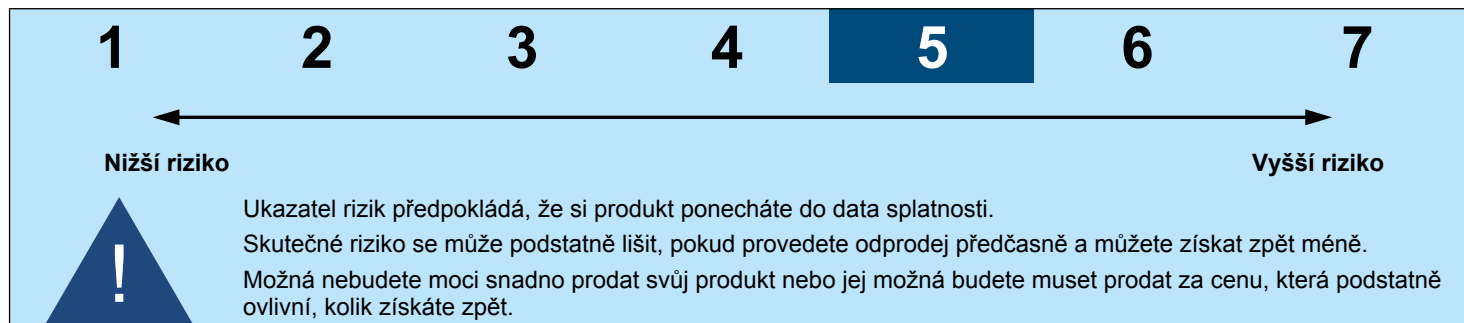 1 2 3 4 5 6 7
Nižší riziko Vyšší riziko
!
Ukazatel rizik předpokládá, že si produkt ponecháte do data splatnosti.
Skutečné riziko se může podstatně lišit, pokud provedete odprodej předčasně a můžete získat zpět méně.
Možná nebudete moci snadno prodat svůj produkt nebo jej možná budete muset prodat za cenu, která podstatně
ovlivní, kolik získáte zpět.